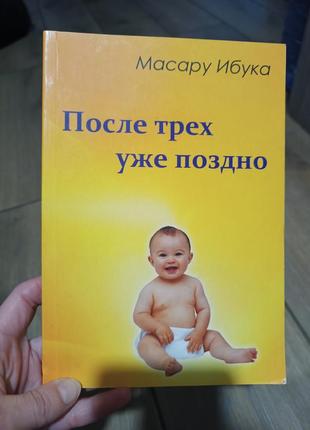 Масару Ибука
После трех
уже поздно